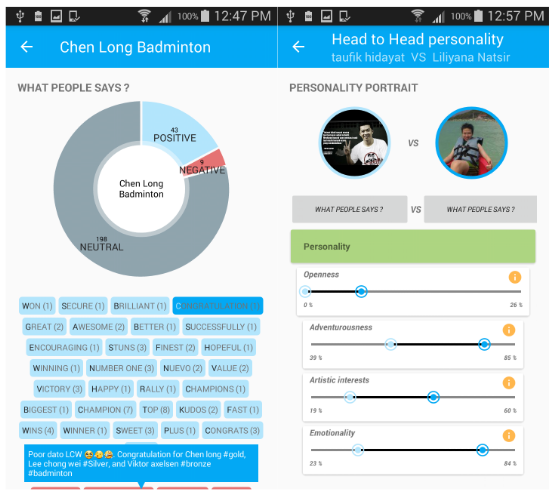 100% 12:47 PM
Chen Long Badminton
WHAT PEOPLE SAYS ?
43
POSITIVE
9
NEGATIVE
Chen Long
Badminton
198
NEUTRAL
WON (1) SECURE (1) BRILLIANT (1)
GREAT (2) AWESOME (2) BETTER (1) SUCCESSFULLY (1)
ENCOURAGING (1) STUNS (3) FINEST (2) HOPEFUL (1)
WINNING (1) NUMBER ONE (3) NUEVO (2) VALUE (2)
VICTORY (3) HAPPY (1) RALLY (1) CHAMPIONS (1)
BIGGEST (1) CHAMPION (7) TOP (8) KUDOS (2) FAST (1)
WINS (4) WINNER (1) SWEET (3) PLUS (1) CONGRATS (3)
Poor dato LCW 😂😂😩. Congratulation for Chen long #gold,
Lee chong wei #Silver, and Viktor axelsen #bronze
#badminton
100% 12:57 PM
Head to Head personality
taufik hidayat VS Liliyana Natsir
PERSONALITY PORTRAIT
VS
WHAT PEOPLE SAYS ? VS WHAT PEOPLE SAYS ?
Personality
Openness
0 % 26 %
Adventurousness
39 % 85 %
Artistic interests
19 % 60 %
Emotionality
23 % 84 %